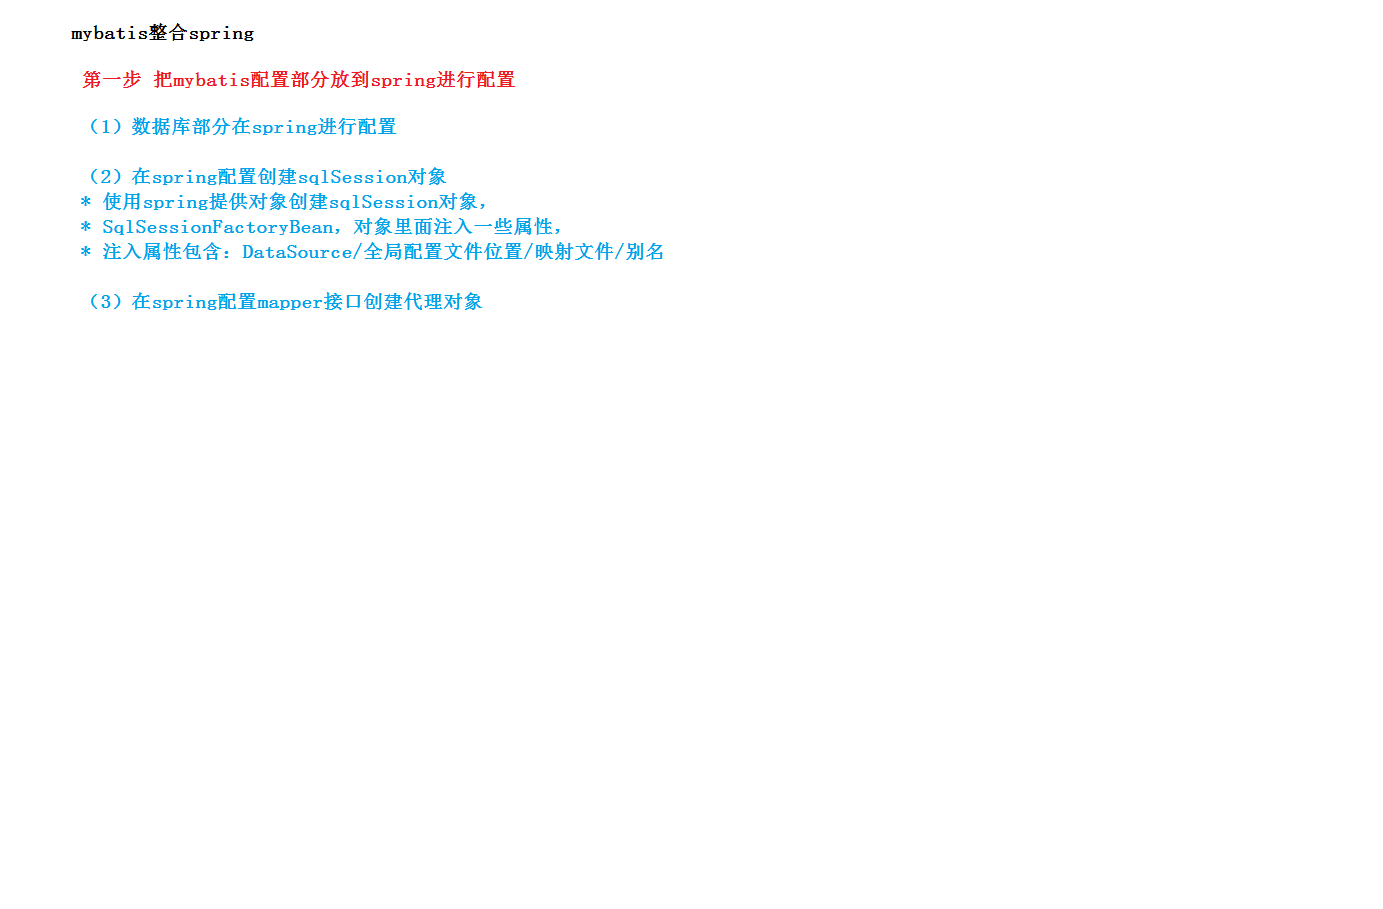 mybatis整合spring
第一步 把mybatis配置部分放到spring进行配置
（1）数据库部分在spring进行配置
（2）在spring配置创建sqlSession对象
* 使用spring提供对象创建sqlSession对象，
* SqlSessionFactoryBean，对象里面注入一些属性，
* 注入属性包含：DataSource/全局配置文件位置/映射文件/别名
（3）在spring配置mapper接口创建代理对象